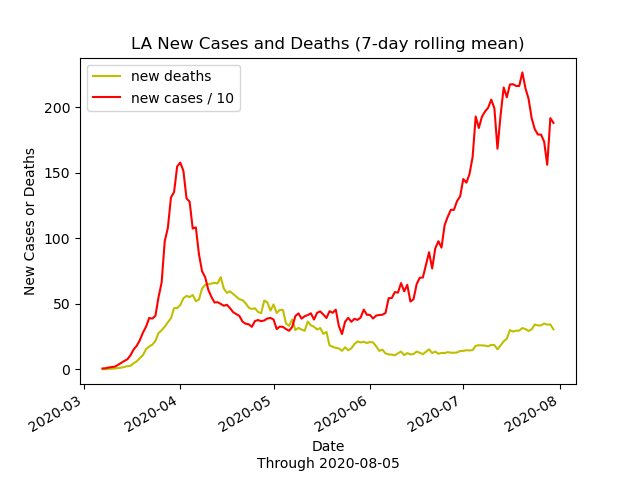 LA New Cases and Deaths (7-day rolling mean)
new deaths
new cases / 10
New Cases or Deaths
200
150
100
50
0
2020-03
2020-04
2020-05
2020-06
2020-07
2020-08
Date
Through 2020-08-05